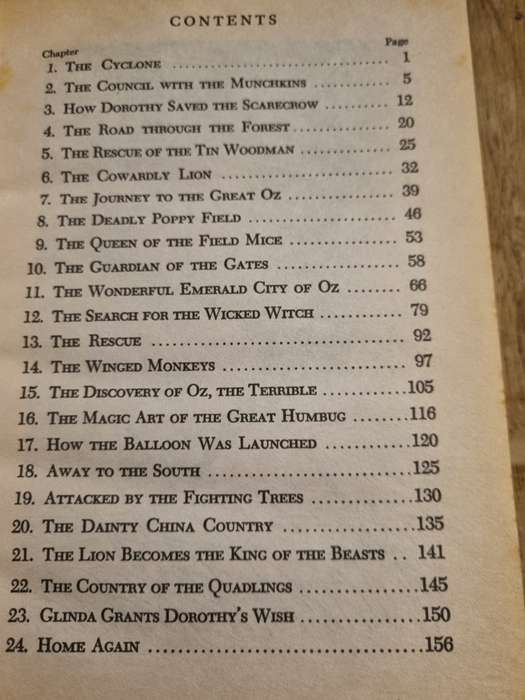 CONTENTS
Chapter Page
1. The Cyclone ................................. 1
2. The Council with the Munchkins ............ 5
3. How Dorothy Saved the Scarecrow .......... 12
4. The Road through the Forest ............... 20
5. The Rescue of the Tin Woodman ............. 25
6. The Cowardly Lion ........................ 32
7. The Journey to the Great Oz ............... 39
8. The Deadly Poppy Field .................... 46
9. The Queen of the Field Mice ............... 53
10. The Guardian of the Gates ................. 58
11. The Wonderful Emerald City of Oz ........ 66
12. The Search for the Wicked Witch ............ 79
13. The Rescue ................................ 92
14. The Winged Monkeys ....................... 97
15. The Discovery of Oz, the Terrible ............ 105
16. The Magic Art of the Great Humbug ........ 116
17. How the Balloon Was Launched ............ 120
18. Away to the South ........................ 125
19. Attacked by the Fighting Trees ............. 130
20. The Dainty China Country ................. 135
21. The Lion Becomes the King of the Beasts .. 141
22. The Country of the Quadlings ............... 145
23. Glinda Grants Dorothy's Wish ............... 150
24. Home Again .................................. 156